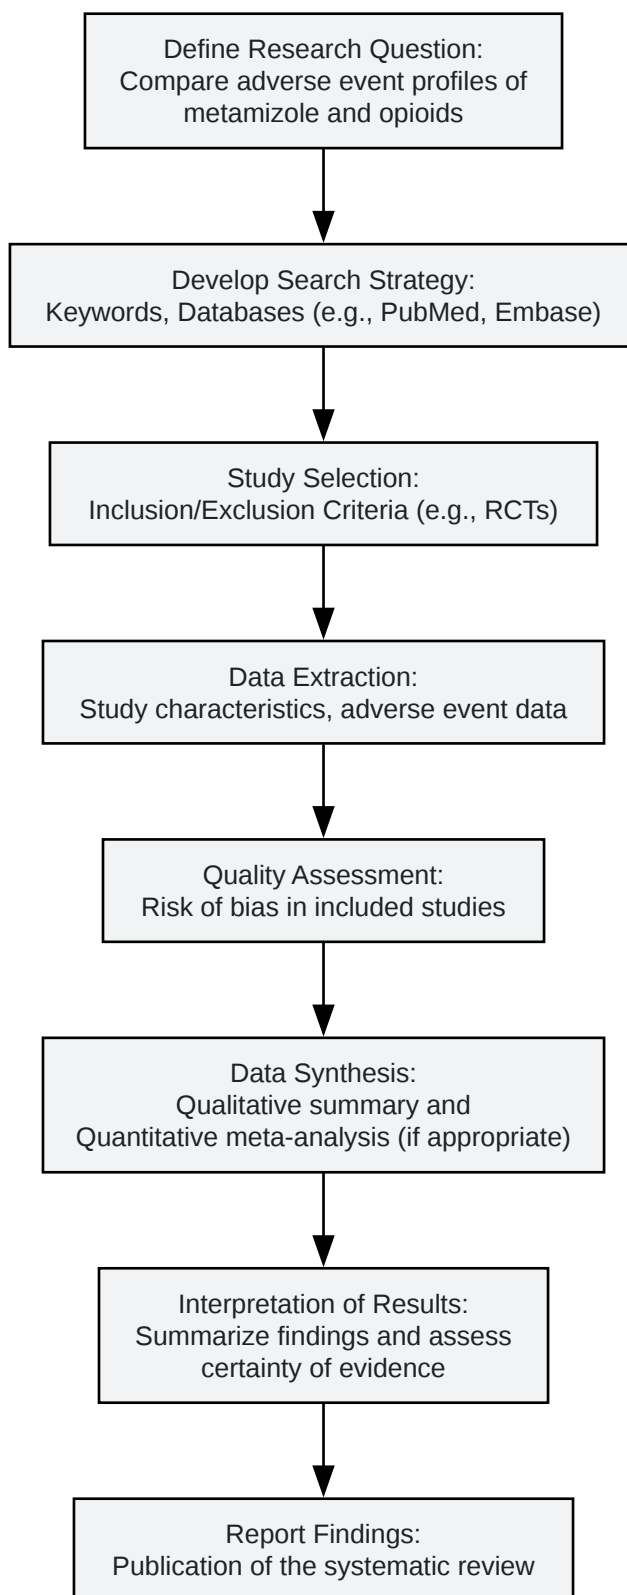 Define Research Question:
Compare adverse event profiles of
metamizole and opioids
Develop Search Strategy:
Keywords, Databases (e.g., PubMed, Embase)
Study Selection:
Inclusion/Exclusion Criteria (e.g., RCTs)
Data Extraction:
Study characteristics, adverse event data
Quality Assessment:
Risk of bias in included studies
Data Synthesis:
Qualitative summary and
Quantitative meta-analysis (if appropriate)
Interpretation of Results:
Summarize findings and assess
certainty of evidence
Report Findings:
Publication of the systematic review